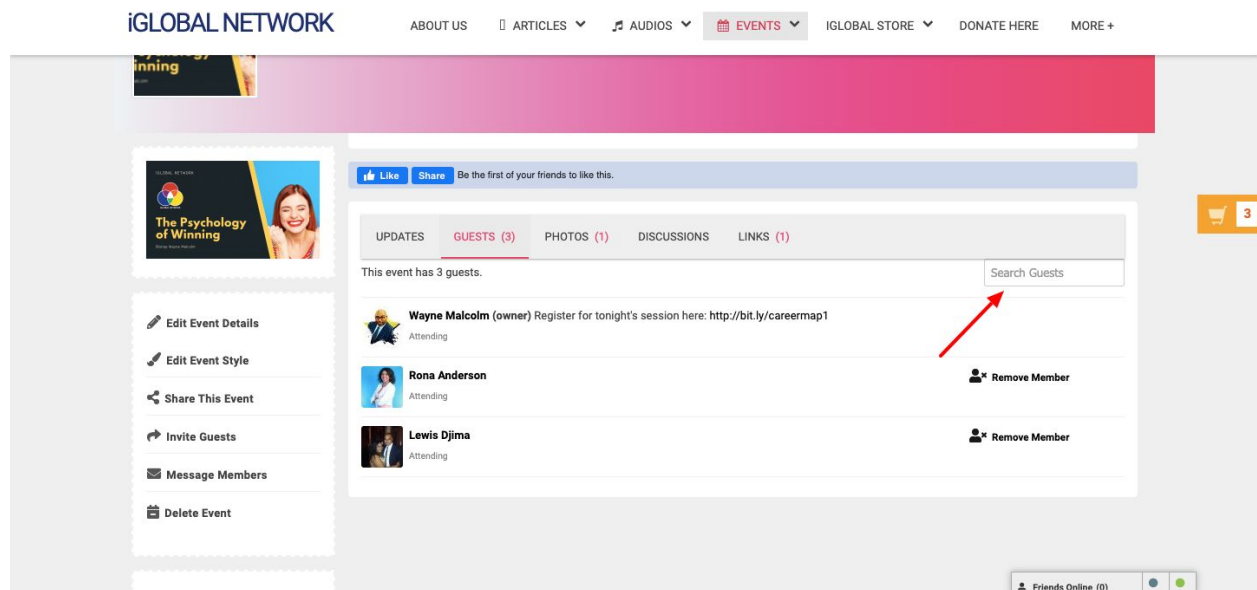 iGLOBAL NETWORK
ABOUT US ARTICLES AUDIOS EVENTS IGLOBAL STORE DONATE HERE MORE +
inning
IGLOBAL NETWORK
The Psychology
of Winning
Like Share Be the first of your friends to like this.
3
UPDATES GUESTS (3) PHOTOS (1) DISCUSSIONS LINKS (1)
This event has 3 guests.
Search Guests
Wayne Malcolm (owner) Register for tonight's session here: http://bit.ly/careermap1
Attending
Rona Anderson
Attending
Remove Member
Lewis Djima
Attending
Remove Member
Edit Event Details
Edit Event Style
Share This Event
Invite Guests
Message Members
Delete Event
Friends Online (0)